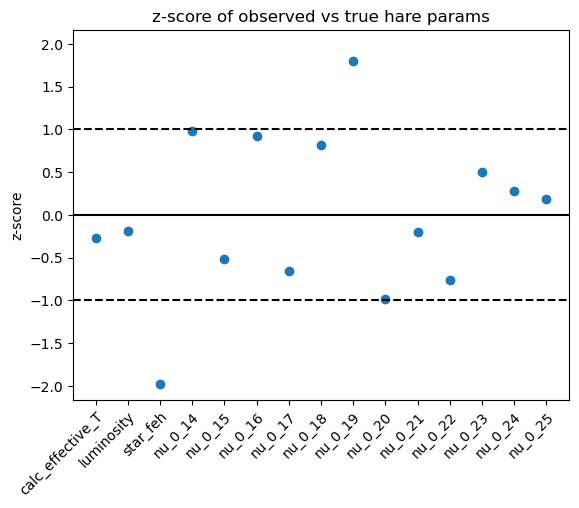 z-score of observed vs true hare params
z-score
2.0
1.5
1.0
0.5
0.0
−0.5
−1.0
−1.5
−2.0
calc_effective_T
luminosity
star_feh
nu_0_14
nu_0_15
nu_0_16
nu_0_17
nu_0_18
nu_0_19
nu_0_20
nu_0_21
nu_0_22
nu_0_23
nu_0_24
nu_0_25